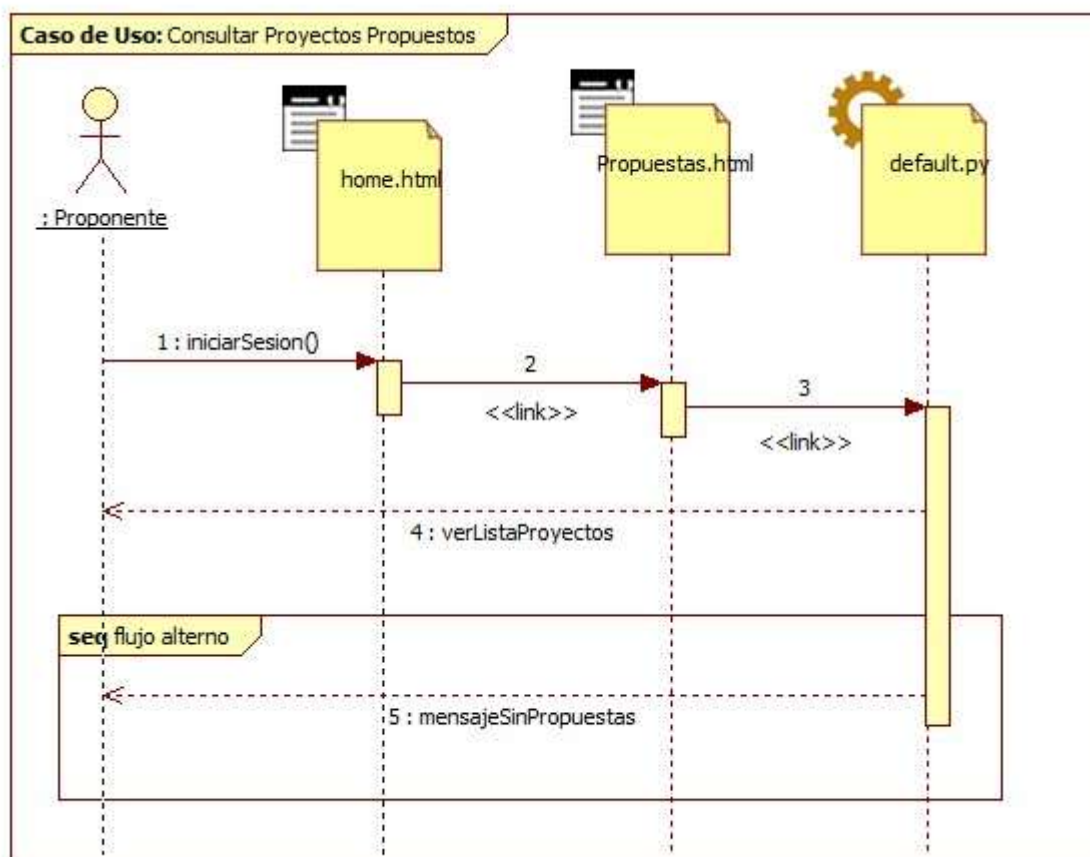 Caso de Uso: Consultar Proyectos Propuestos
: Proponente
home.html
Propuestas.html
default.py
1 : iniciarSesion()
2
<<link>>
3
<<link>>
4 : verListaProyectos
seq flujo alterno
5 : mensajeSinPropuestas